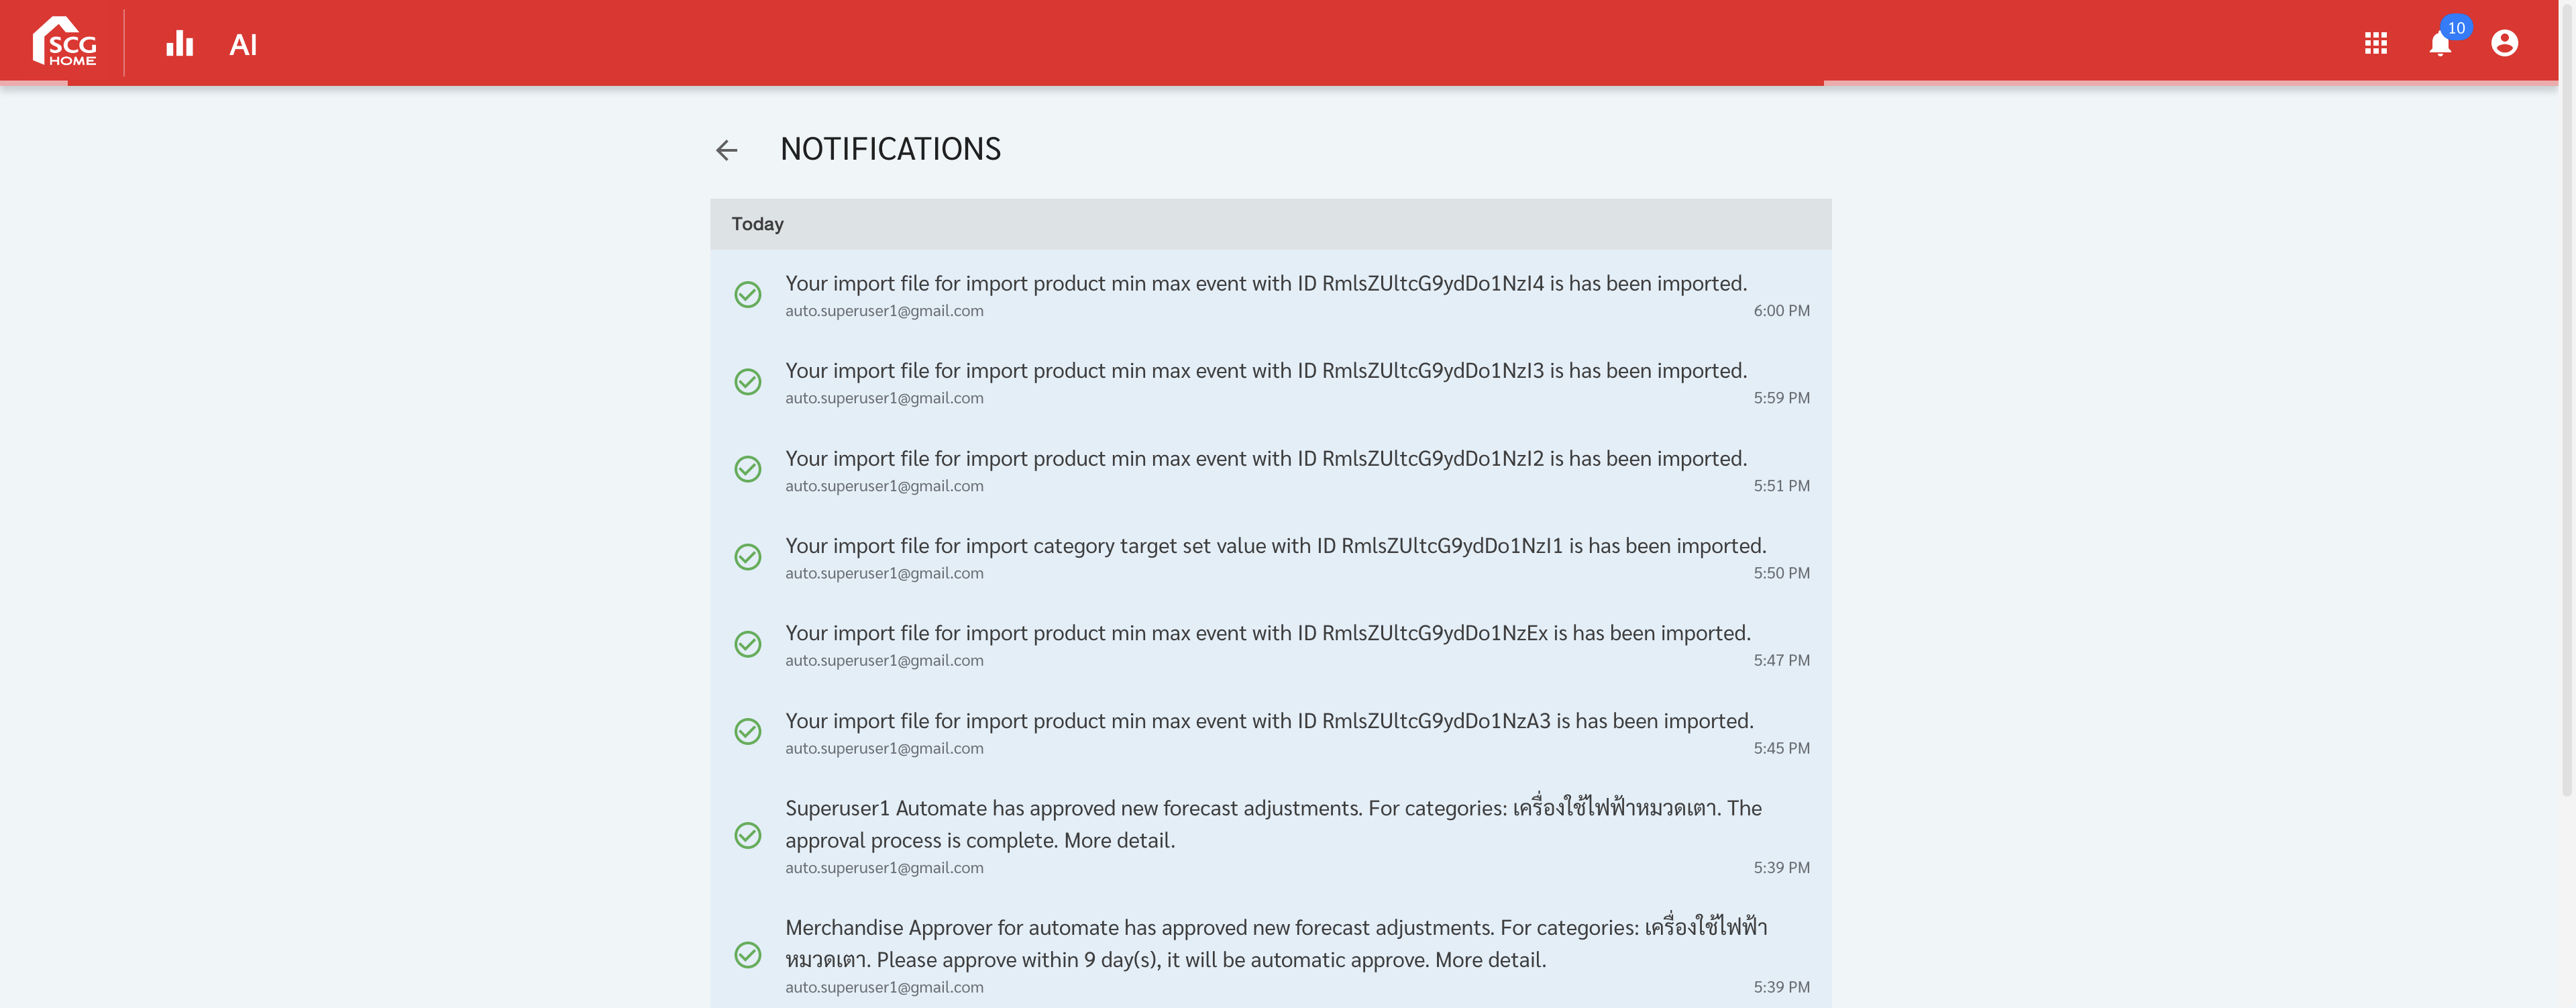 SCG
HOME
AI
10
NOTIFICATIONS
Today
Your import file for import product min max event with ID RmlsZUltcG9ydDo1NzI4 is has been imported.
auto.superuser1@gmail.com
6:00 PM
Your import file for import product min max event with ID RmlsZUltcG9ydDo1NzI3 is has been imported.
auto.superuser1@gmail.com
5:59 PM
Your import file for import product min max event with ID RmlsZUltcG9ydDo1NzI2 is has been imported.
auto.superuser1@gmail.com
5:51 PM
Your import file for import category target set value with ID RmlsZUltcG9ydDo1NzI1 is has been imported.
auto.superuser1@gmail.com
5:50 PM
Your import file for import product min max event with ID RmlsZUltcG9ydDo1NzEx is has been imported.
auto.superuser1@gmail.com
5:47 PM
Your import file for import product min max event with ID RmlsZUltcG9ydDo1NzA3 is has been imported.
auto.superuser1@gmail.com
5:45 PM
Superuser1 Automate has approved new forecast adjustments. For categories: เครื่องใช้ไฟฟ้าหมวดเตา. The
approval process is complete. More detail.
auto.superuser1@gmail.com
5:39 PM
Merchandise Approver for automate has approved new forecast adjustments. For categories: เครื่องใช้ไฟฟ้า
หมวดเตา. Please approve within 9 day(s), it will be automatic approve. More detail.
auto.superuser1@gmail.com
5:39 PM